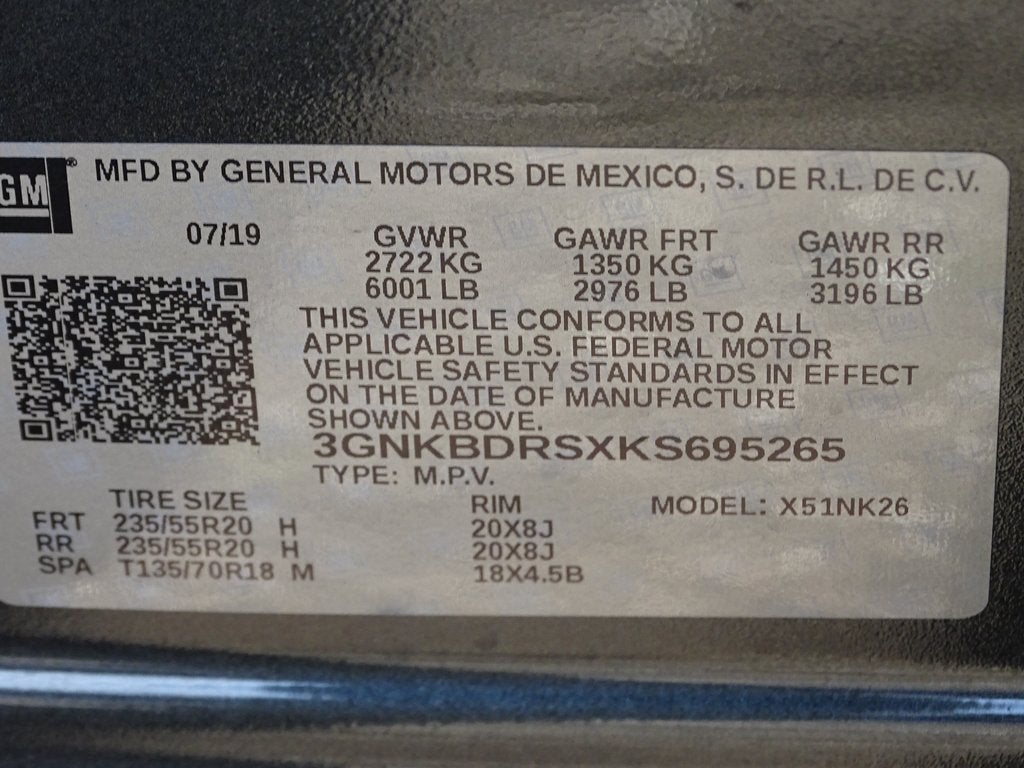 GM®
MFD BY GENERAL MOTORS DE MEXICO, S. DE R.L. DE C.V.
07/19 GVWR GAWR FRT GAWR RR
2722 KG 1350 KG 1450 KG
6001 LB 2976 LB 3196 LB
THIS VEHICLE CONFORMS TO ALL
APPLICABLE U.S. FEDERAL MOTOR
VEHICLE SAFETY STANDARDS IN EFFECT
ON THE DATE OF MANUFACTURE
SHOWN ABOVE.
3GNKBDRSXKS695265
TYPE: M.P.V.
TIRE SIZE RIM MODEL: X51NK26
FRT 235/55R20 H 20X8J
RR 235/55R20 H 20X8J
SPA T135/70R18 M 18X4.5B